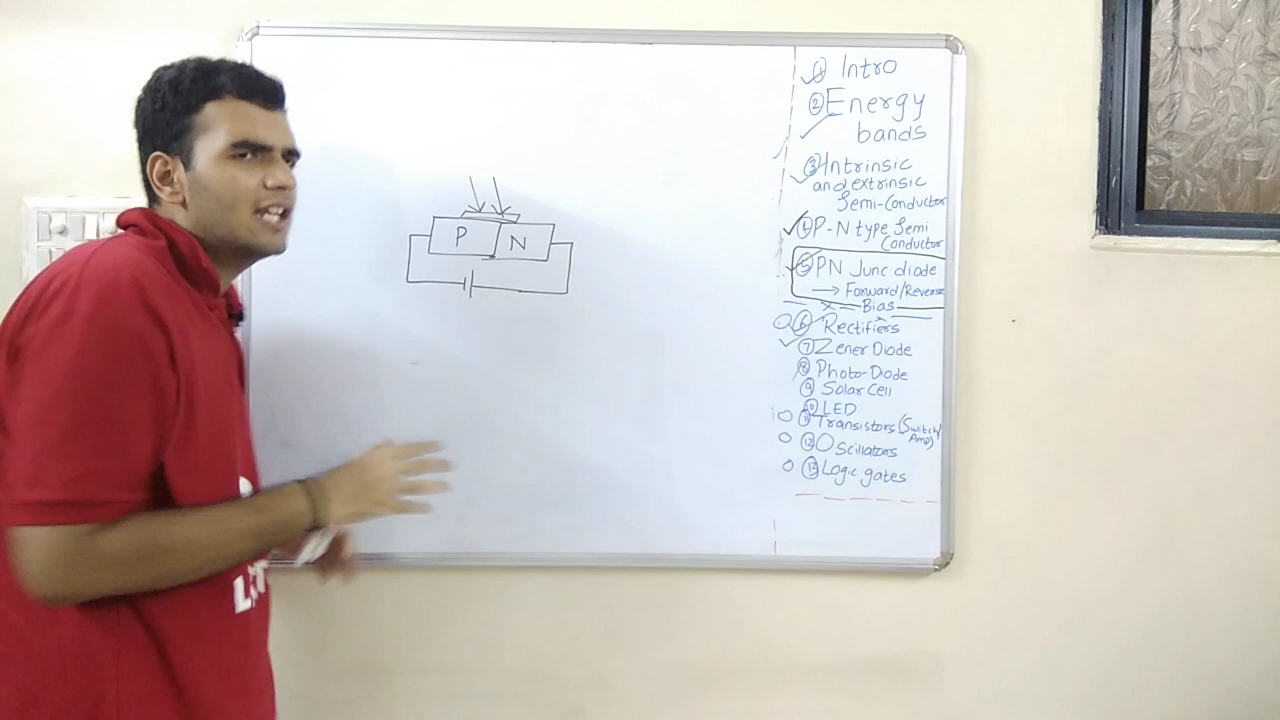 P N
① Intro
② Energy
bands
③ Intrinsic
and extrinsic
Semi-Conductor
④ P-N type Semi
Conductor
⑤ PN Junc diode
→ Forward/Reverse
Bias
⑥ Rectifiers
⑦ Zener Diode
⑧ Photo-Diode
⑨ Solar Cell
⑩ LED
⑪ Transistors (Switch/
Amp)
⑫ Oscillators
⑬ Logic gates